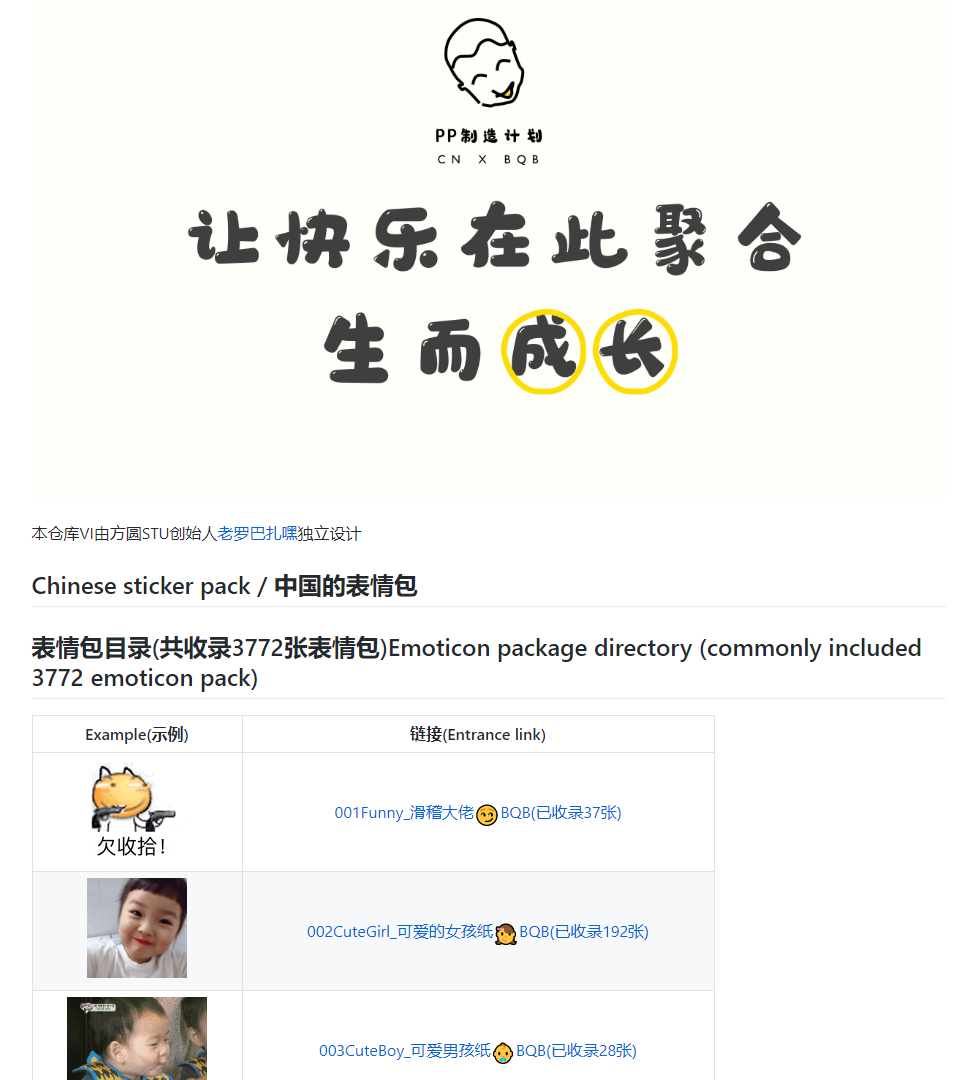 PP制造计划
CN X BQB
让快乐在此聚合
生而成长
本仓库VI由方圆STU创始人老罗巴扎嘿独立设计
Chinese sticker pack / 中国的表情包
表情包目录(共收录3772张表情包)Emoticon package directory (commonly included
3772 emoticon pack)
Example(示例)
链接(Entrance link)
欠收拾！
001Funny_滑稽大佬😏BQB(已收录37张)
002CuteGirl_可爱的女孩纸👧BQB(已收录192张)
003CuteBoy_可爱男孩纸👶BQB(已收录28张)